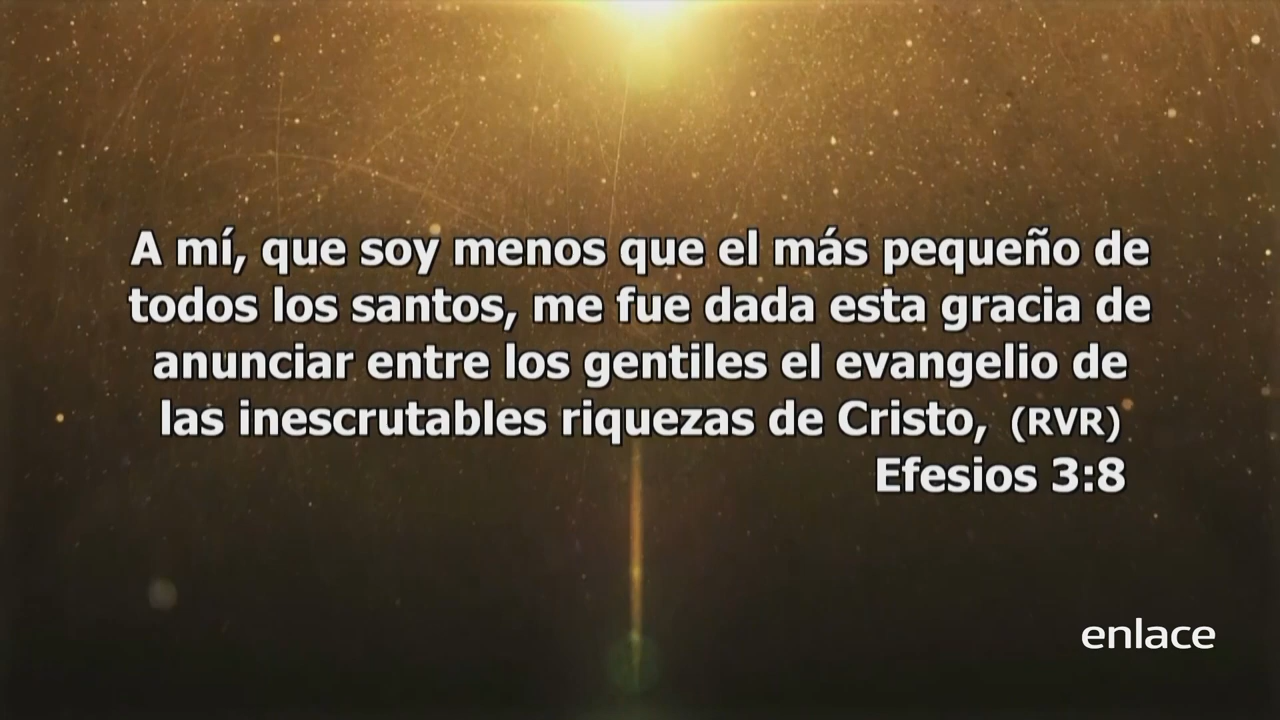 A mí, que soy menos que el más pequeño de
todos los santos, me fue dada esta gracia de
anunciar entre los gentiles el evangelio de
las inescrutables riquezas de Cristo, (RVR)
Efesios 3:8
enlace